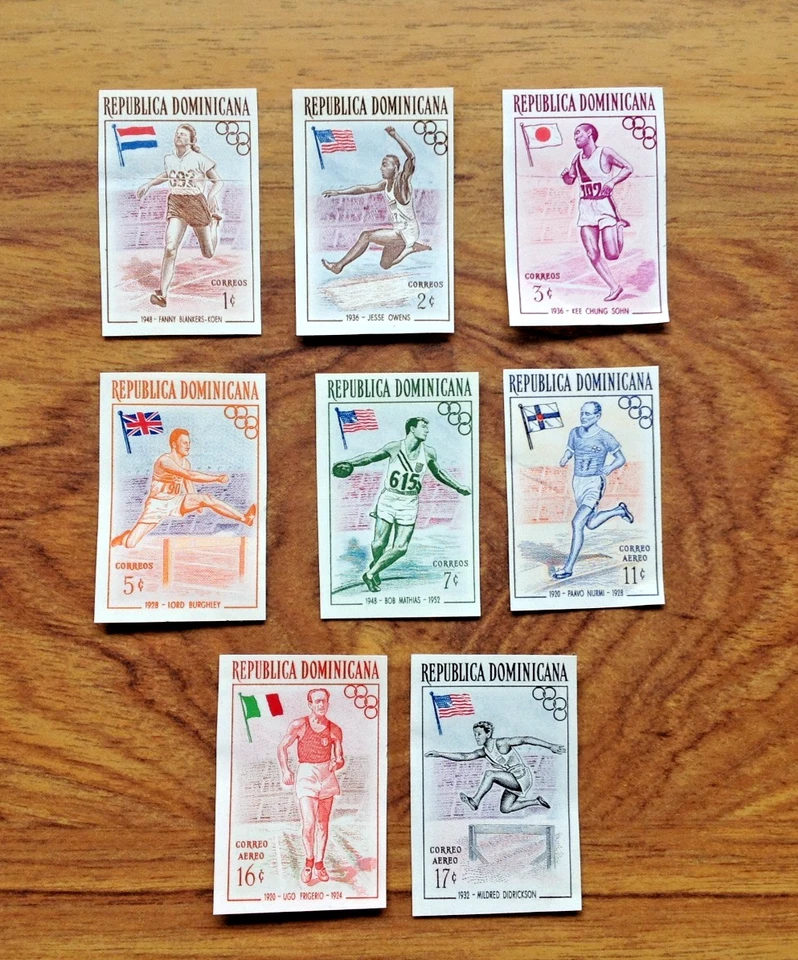 REPUBLICA DOMINICANA
692
CORREOS
1¢
1948 - FANNY BLANKERS-KOEN
REPUBLICA DOMINICANA
CORREOS
2¢
1936 - JESSE OWENS
REPUBLICA DOMINICANA
CORREOS
3¢
1936 - KEE CHUNG SOHN
REPUBLICA DOMINICANA
90
CORREOS
5¢
1928 - LORD BURGHLEY
REPUBLICA DOMINICANA
615
CORREOS
7¢
1948 - BOB MATHIAS - 1952
REPUBLICA DOMINICANA
CORREO
AEREO
11¢
1920 - PAAVO NURMI - 1928
REPUBLICA DOMINICANA
CORREO
AEREO
16¢
1920 - UGO FRIGERIO - 1924
REPUBLICA DOMINICANA
CORREO
AEREO
17¢
1932 - MILDRED DIDRICKSON